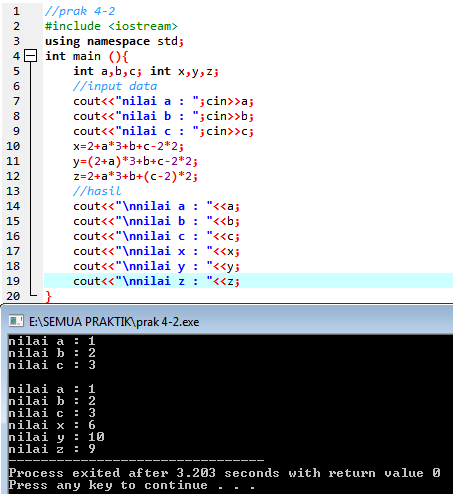 1 //prak 4-2
2 #include <iostream>
3 using namespace std;
4 int main (){
5 int a,b,c; int x,y,z;
6 //input data
7 cout<<"nilai a : ";cin>>a;
8 cout<<"nilai b : ";cin>>b;
9 cout<<"nilai c : ";cin>>c;
10 x=2+a*3+b+c-2*2;
11 y=(2+a)*3+b+c-2*2;
12 z=2+a*3+b+(c-2)*2;
13 //hasil
14 cout<<"\nnilai a : "<<a;
15 cout<<"\nnilai b : "<<b;
16 cout<<"\nnilai c : "<<c;
17 cout<<"\nnilai x : "<<x;
18 cout<<"\nnilai y : "<<y;
19 cout<<"\nnilai z : "<<z;
20 }
E:\SEMUA PRAKTIK\prak 4-2.exe
nilai a : 1
nilai b : 2
nilai c : 3
nilai a : 1
nilai b : 2
nilai c : 3
nilai x : 6
nilai y : 10
nilai z : 9
--------------------------------
Process exited after 3.203 seconds with return value 0
Press any key to continue . . .